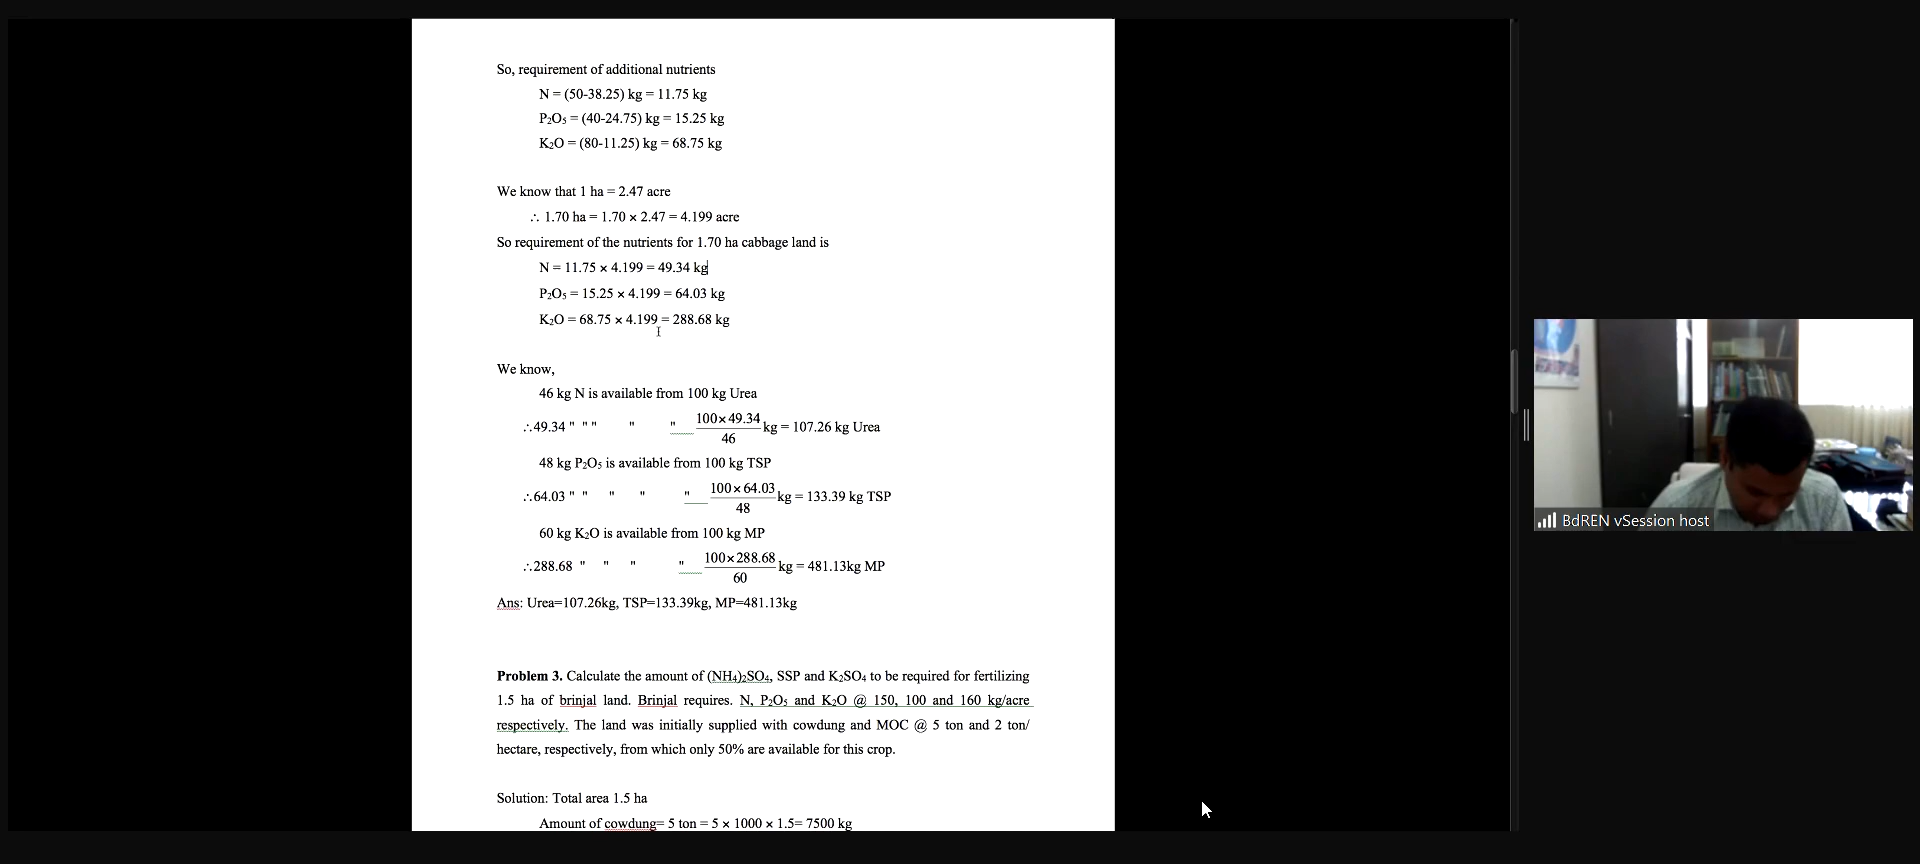 So, requirement of additional nutrients
N = (50-38.25) kg = 11.75 kg
P₂O₅ = (40-24.75) kg = 15.25 kg
K₂O = (80-11.25) kg = 68.75 kg
We know that 1 ha = 2.47 acre
∴ 1.70 ha = 1.70 × 2.47 = 4.199 acre
So requirement of the nutrients for 1.70 ha cabbage land is
N = 11.75 × 4.199 = 49.34 kg
P₂O₅ = 15.25 × 4.199 = 64.03 kg
K₂O = 68.75 × 4.199 = 288.68 kg
We know,
46 kg N is available from 100 kg Urea
∴49.34 " " " " " 100×49.34/46 kg = 107.26 kg Urea
48 kg P₂O₅ is available from 100 kg TSP
∴64.03 " " " " " 100×64.03/48 kg = 133.39 kg TSP
60 kg K₂O is available from 100 kg MP
∴288.68 " " " " 100×288.68/60 kg = 481.13kg MP
Ans: Urea=107.26kg, TSP=133.39kg, MP=481.13kg
Problem 3. Calculate the amount of (NH₄)₂SO₄, SSP and K₂SO₄ to be required for fertilizing
1.5 ha of brinjal land. Brinjal requires. N, P₂O₅ and K₂O @ 150, 100 and 160 kg/acre
respectively. The land was initially supplied with cowdung and MOC @ 5 ton and 2 ton/
hectare, respectively, from which only 50% are available for this crop.
Solution: Total area 1.5 ha
Amount of cowdung= 5 ton = 5 × 1000 × 1.5= 7500 kg
BdREN vSession host